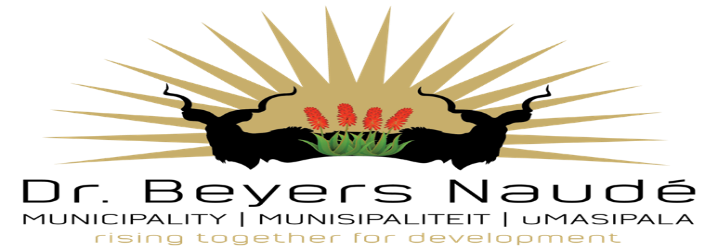 Dr. Beyers Naudé
MUNICIPALITY | MUNISIPALITEIT | uMASIPALA
rising together for development